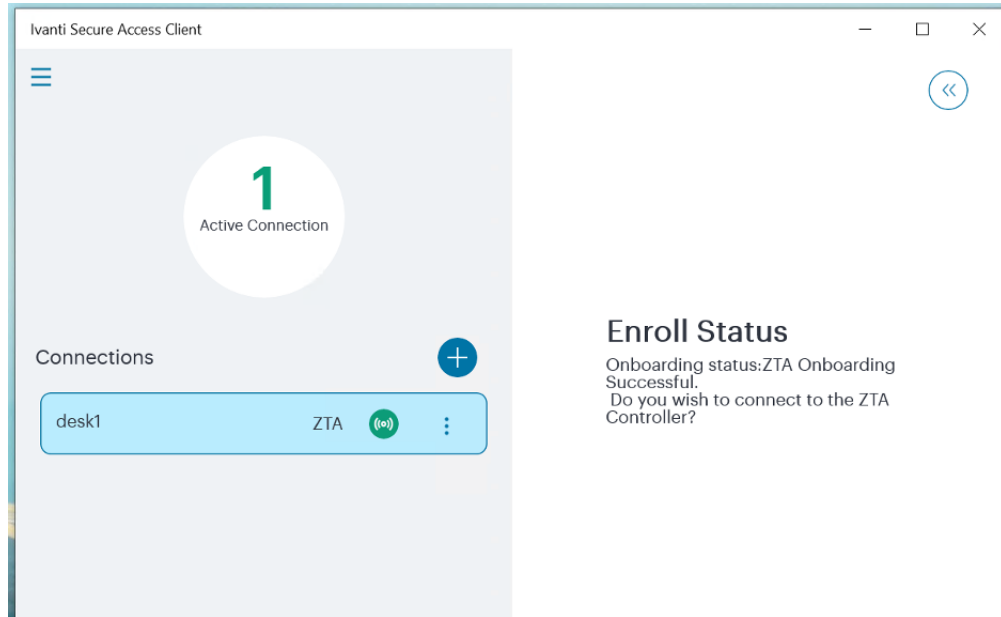 Ivanti Secure Access Client
1
Active Connection
Connections
desk1 ZTA
Enroll Status
Onboarding status:ZTA Onboarding
Successful.
Do you wish to connect to the ZTA
Controller?